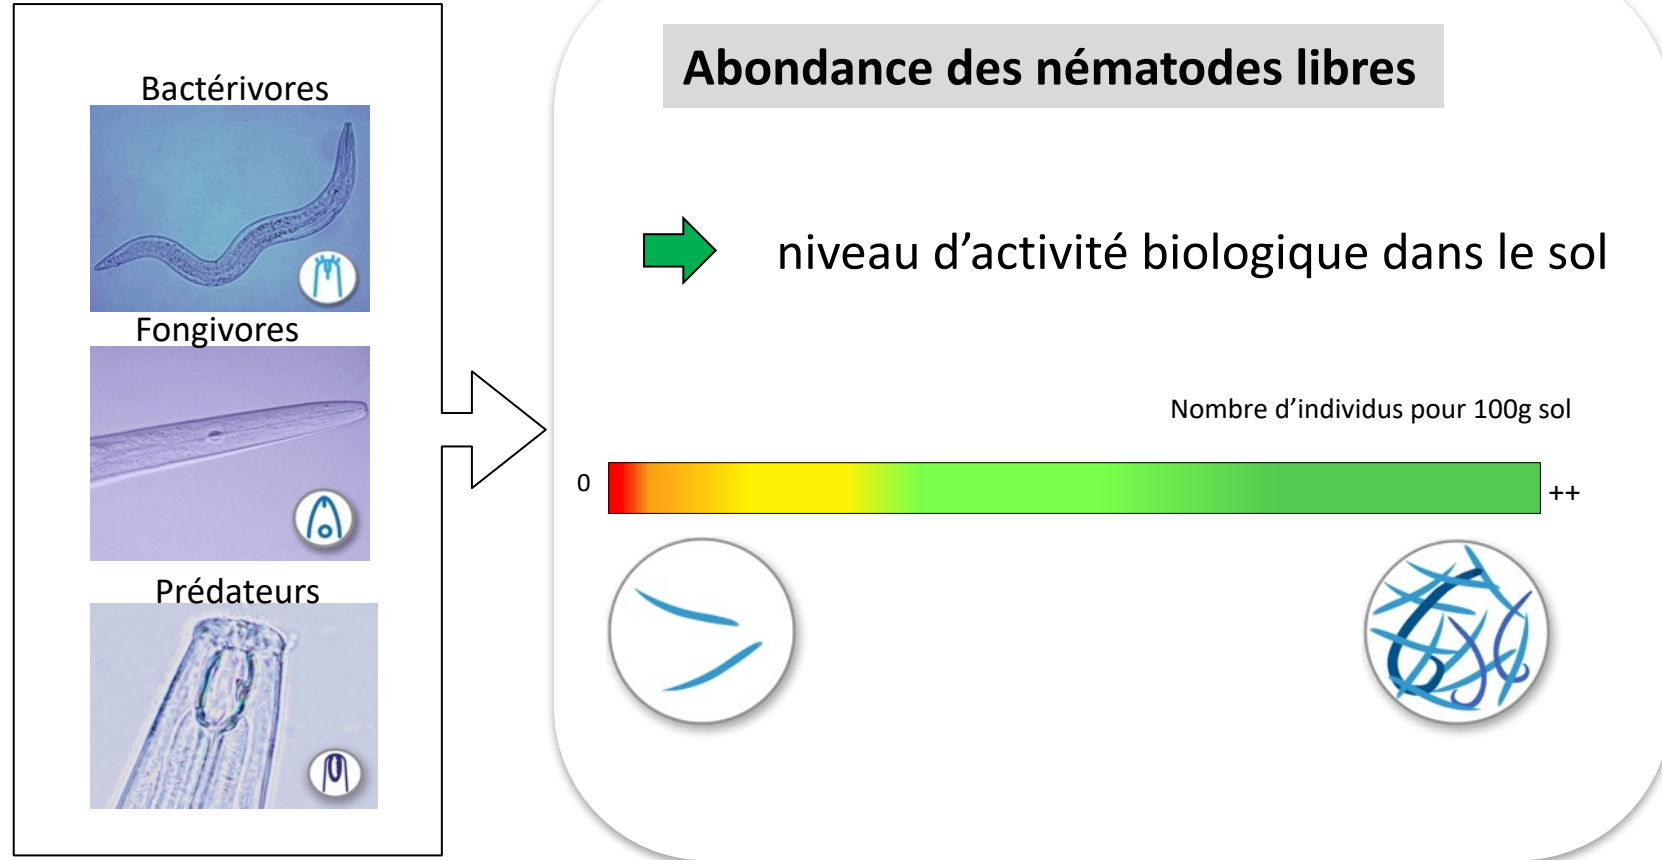 Bactérivores
Fongivores
Prédateurs
Abondance des nématodes libres
niveau d’activité biologique dans le sol
Nombre d’individus pour 100g sol
0
++